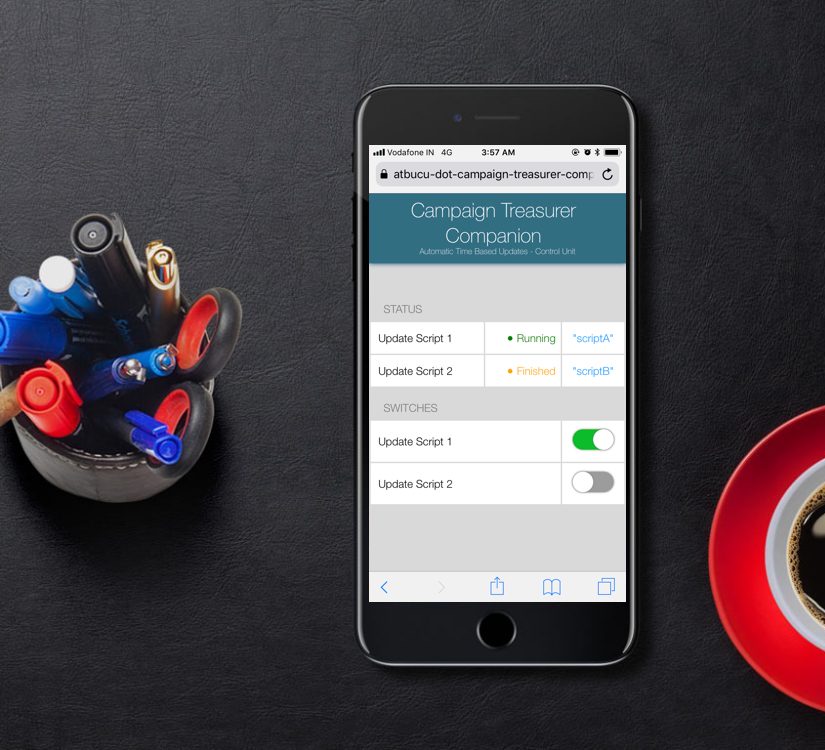 Vodafone IN 4G 3:57 AM
atbucu-dot-campaign-treasurer-comp
Campaign Treasurer
Companion
Automatic Time Based Updates - Control Unit
STATUS
Update Script 1 Running "scriptA"
Update Script 2 Finished "scriptB"
SWITCHES
Update Script 1
Update Script 2